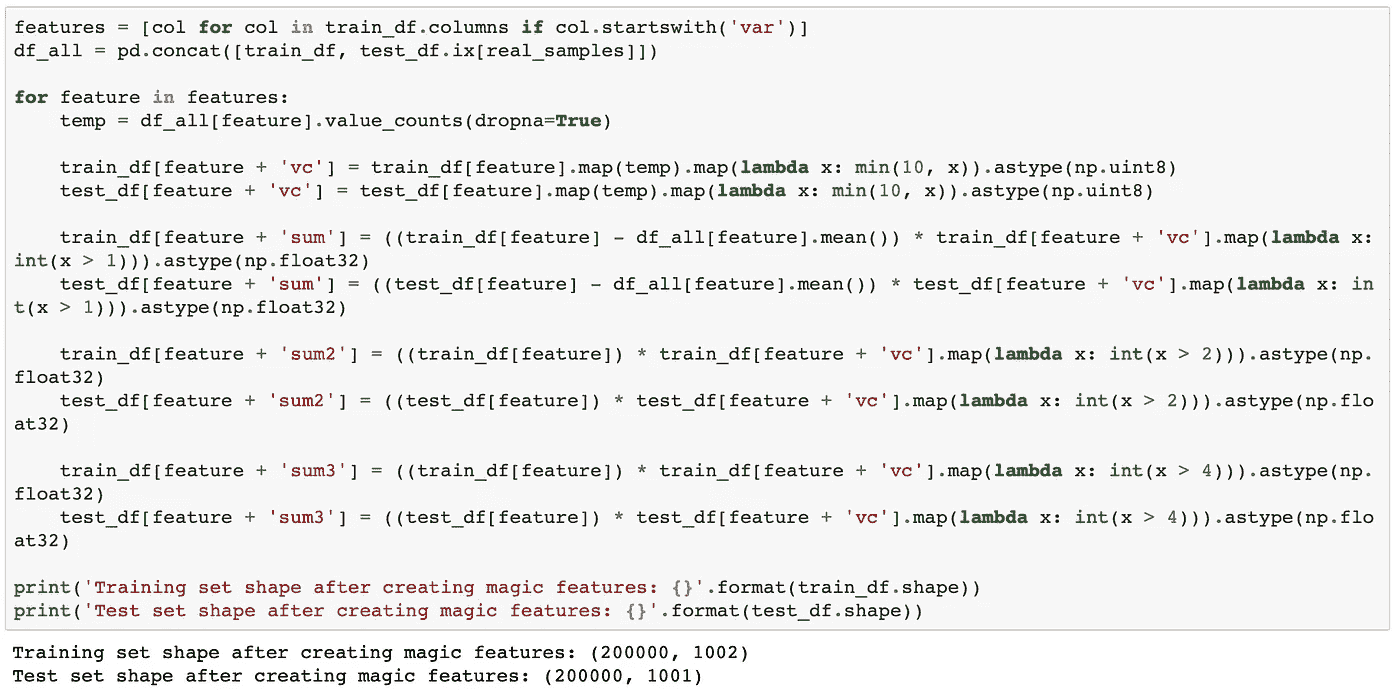 features = [col for col in train_df.columns if col.startswith('var')]
df_all = pd.concat([train_df, test_df.ix[real_samples]])
for feature in features:
    temp = df_all[feature].value_counts(dropna=True)
    train_df[feature + 'vc'] = train_df[feature].map(temp).map(lambda x: min(10, x)).astype(np.uint8)
    test_df[feature + 'vc'] = test_df[feature].map(temp).map(lambda x: min(10, x)).astype(np.uint8)
    train_df[feature + 'sum'] = ((train_df[feature] - df_all[feature].mean()) * train_df[feature + 'vc'].map(lambda x:
int(x > 1))).astype(np.float32)
    test_df[feature + 'sum'] = ((test_df[feature] - df_all[feature].mean()) * test_df[feature + 'vc'].map(lambda x: in
t(x > 1))).astype(np.float32)
    train_df[feature + 'sum2'] = ((train_df[feature]) * train_df[feature + 'vc'].map(lambda x: int(x > 2))).astype(np.
float32)
    test_df[feature + 'sum2'] = ((test_df[feature]) * test_df[feature + 'vc'].map(lambda x: int(x > 2))).astype(np.flo
at32)
    train_df[feature + 'sum3'] = ((train_df[feature]) * train_df[feature + 'vc'].map(lambda x: int(x > 4))).astype(np.
float32)
    test_df[feature + 'sum3'] = ((test_df[feature]) * test_df[feature + 'vc'].map(lambda x: int(x > 4))).astype(np.flo
at32)
print('Training set shape after creating magic features: {}'.format(train_df.shape))
print('Test set shape after creating magic features: {}'.format(test_df.shape))
Training set shape after creating magic features: (200000, 1002)
Test set shape after creating magic features: (200000, 1001)